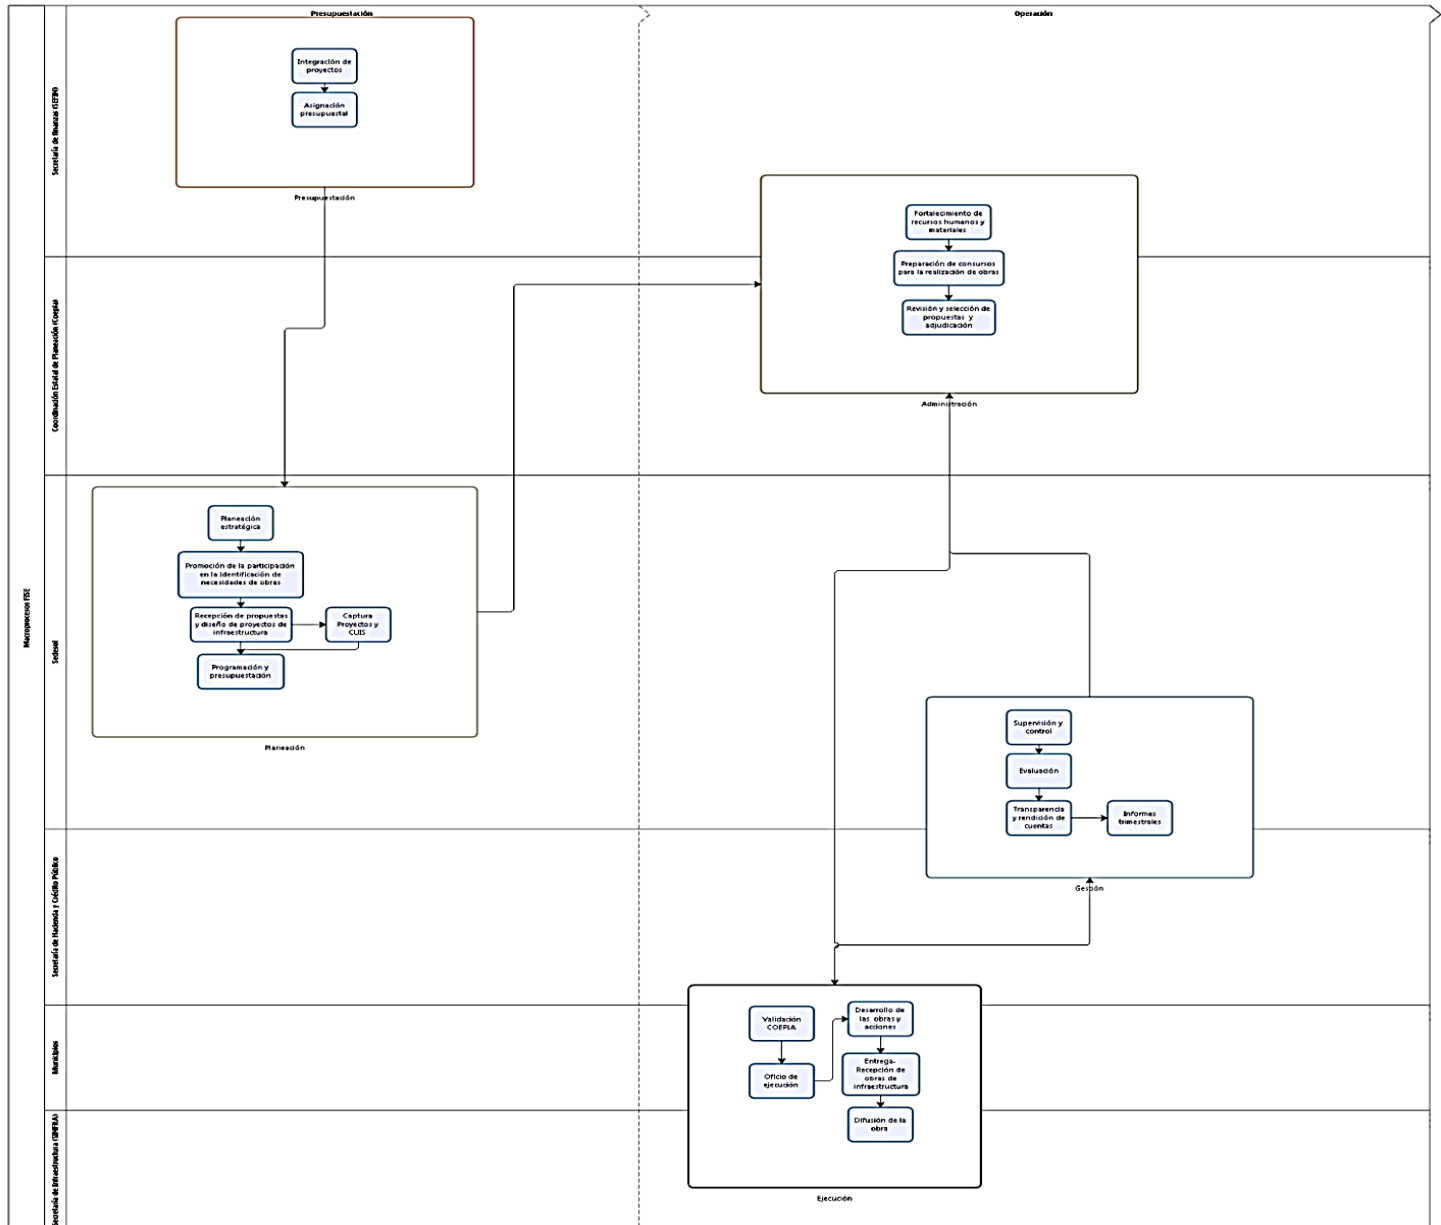 Presupuestación
Operación
Macroprocesos FISE
Secretaría de finanzas (SEFIN)
Integración de
proyectos
Asignación
presupuestal
Presupuestación
Fortalecimiento de
recursos humanos y
materiales
Preparación de consursos
para la realización de obras
Revisión y selección de
propuestas y
adjudicación
Administración
Coordinación Estatal de Planeación (Coepla)
Sedesol
Planeación
estratégica
Promoción de la participación
en la identificación de
necesidades de obras
Recepción de propuestas
y diseño de proyectos de
infraestructura
Captura
Proyectos y
CUIS
Programación y
presupuestación
Planeación
Supervisión y
control
Evaluación
Transparencia
y rendición de
cuentas
Informes
trimestrales
Gestión
Secretaría de Hacienda y Crédito Público
Municipios
Validación
COEPLA
Oficio de
ejecución
Desarrollo de
las obras y
acciones
Entrega-
Recepción de
obras de
infraestructura
Difusión de la
obra
Ejecución
Secretaría de Infraestructura (SINFRA)